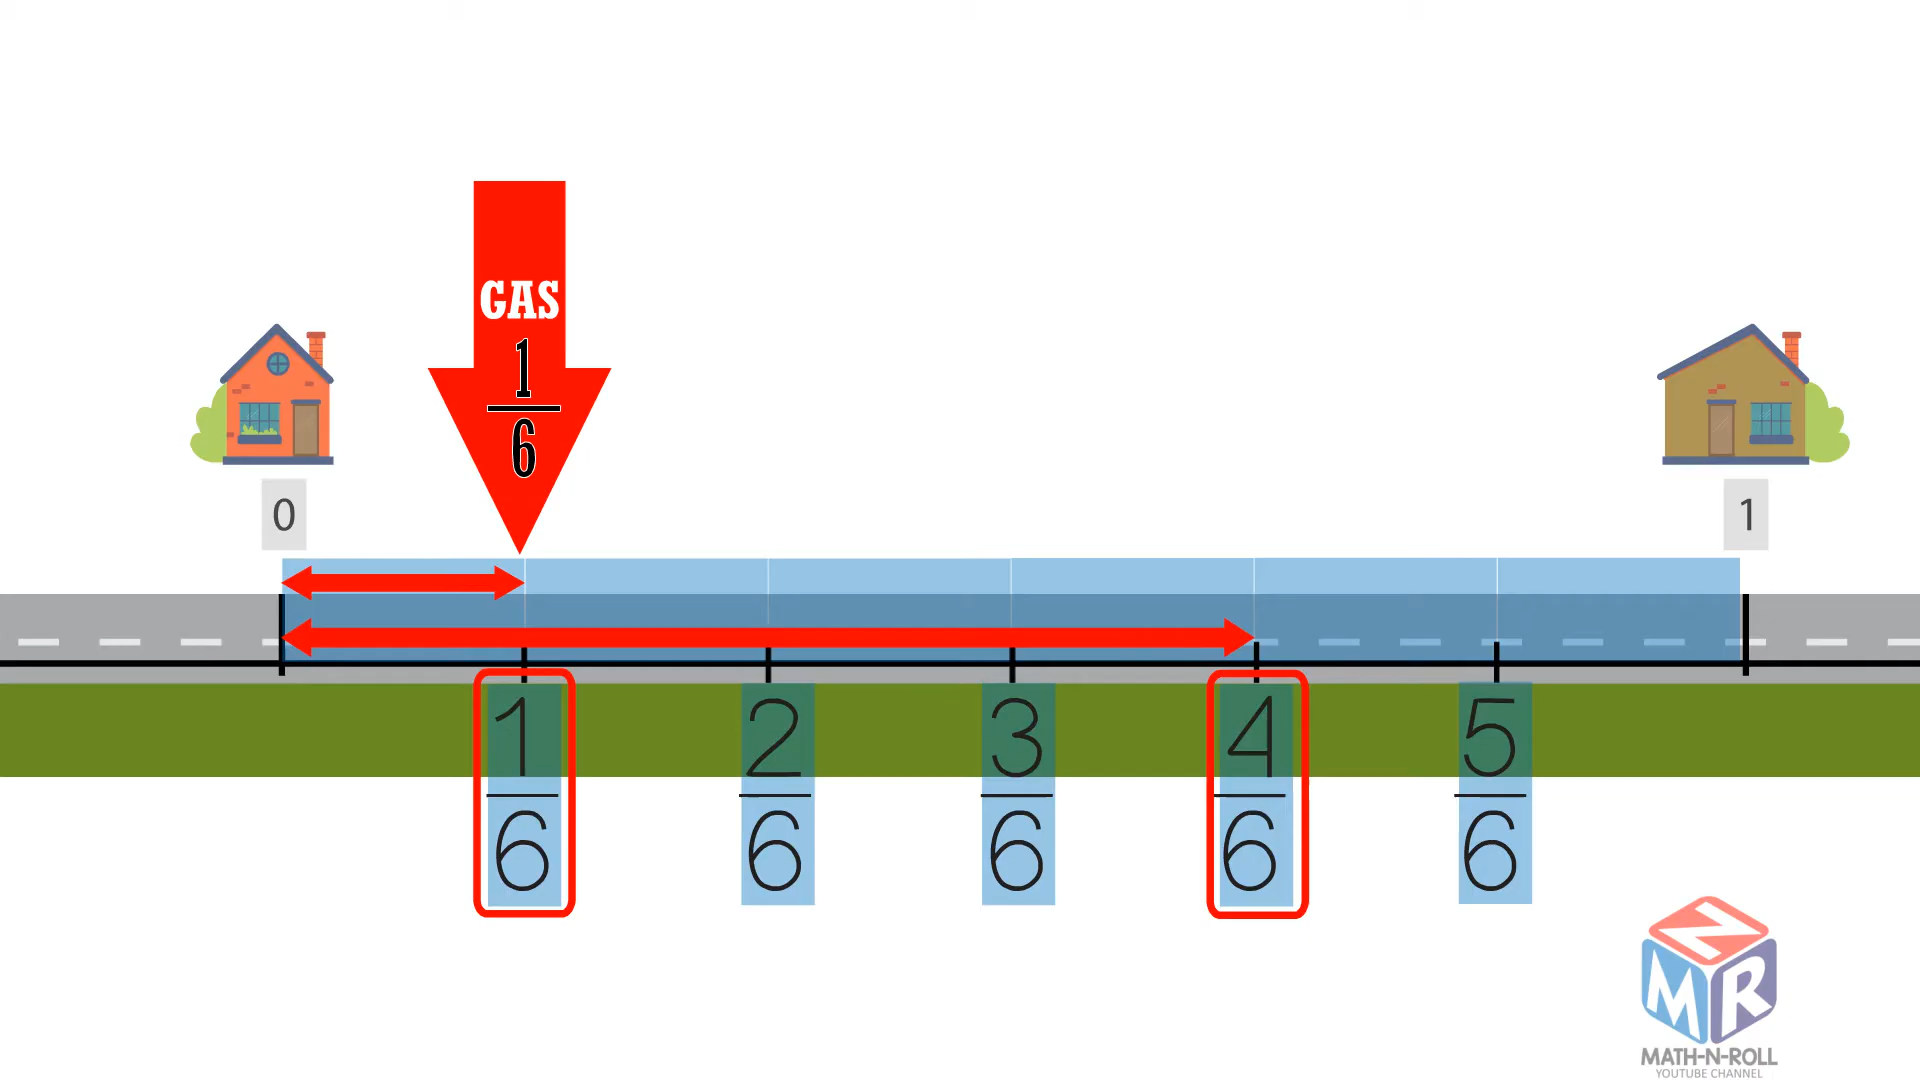 GAS
1
6
0
1
1 2 3 4 5
6 6 6 6 6
N
M R
MATH-N-ROLL
YOUTUBE CHANNEL